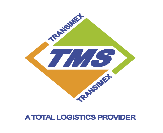 TRANSIMEX
TMS
TRANSIMEX
A TOTAL LOGISTICS PROVIDER